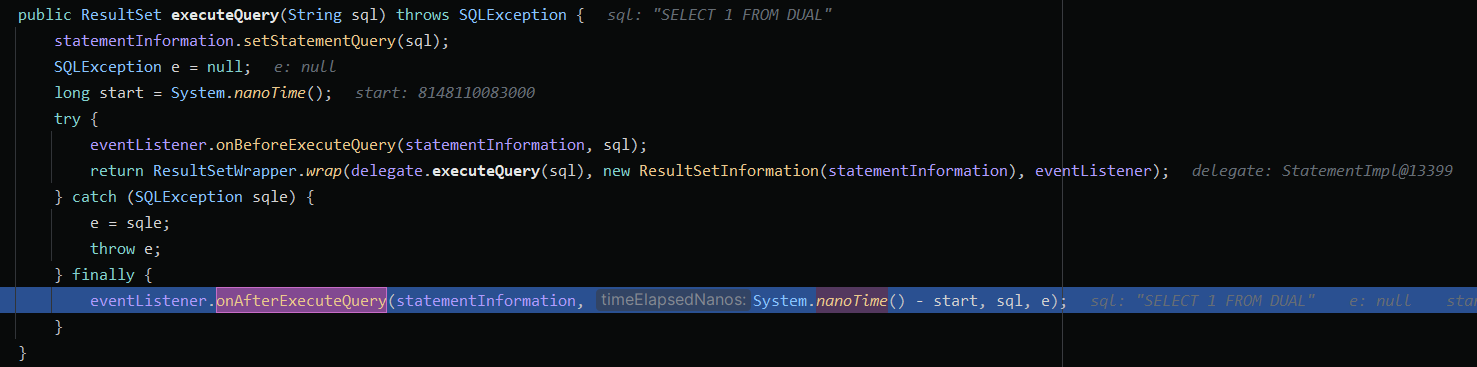 public ResultSet executeQuery(String sql) throws SQLException {   sql: "SELECT 1 FROM DUAL"
    statementInformation.setStatementQuery(sql);
    SQLException e = null;   e: null
    long start = System.nanoTime();   start: 8148110083000
    try {
        eventListener.onBeforeExecuteQuery(statementInformation, sql);
        return ResultSetWrapper.wrap(delegate.executeQuery(sql), new ResultSetInformation(statementInformation), eventListener);   delegate: StatementImpl@13399
    } catch (SQLException sqle) {
        e = sqle;
        throw e;
    } finally {
        eventListener.onAfterExecuteQuery(statementInformation, timeElapsedNanos: System.nanoTime() - start, sql, e);   sql: "SELECT 1 FROM DUAL"   e: null   sta
    }
}